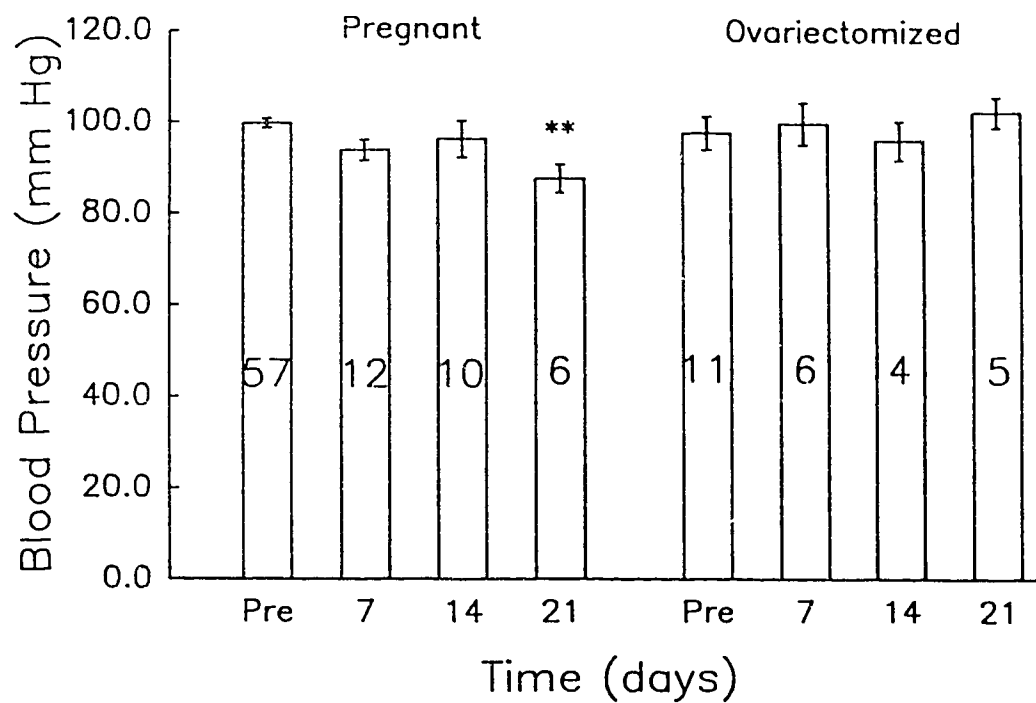 Pregnant Ovariectomized
Blood Pressure (mm Hg)
120.0
100.0
80.0
60.0
40.0
20.0
0.0
**
57 12 10 6 11 6 4 5
Pre 7 14 21 Pre 7 14 21
Time (days)